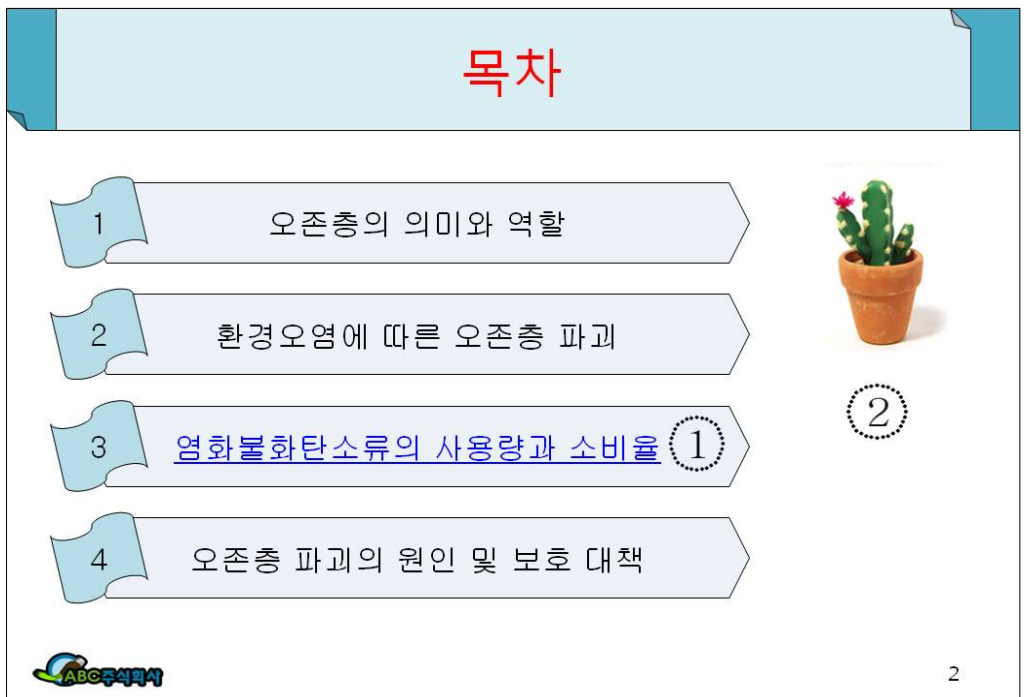 목차
1 오존층의 의미와 역할
2 환경오염에 따른 오존층 파괴
②
3 염화불화탄소류의 사용량과 소비율 ①
4 오존층 파괴의 원인 및 보호 대책
ABC주식회사
2